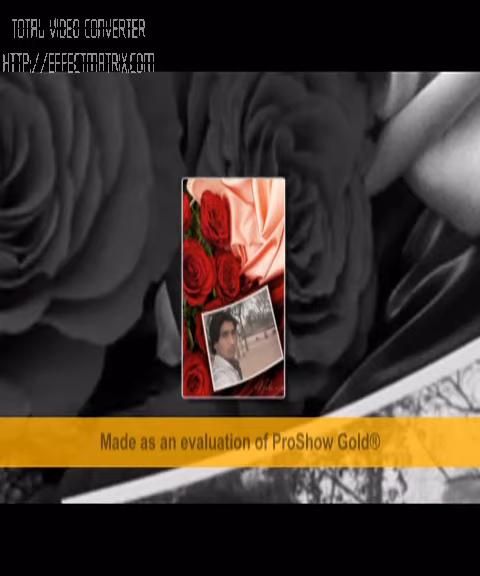 TOTAL VIDEO CONVERTER
HTTP://EFFECTMATRIX.COM
Made as an evaluation of ProShow Gold®